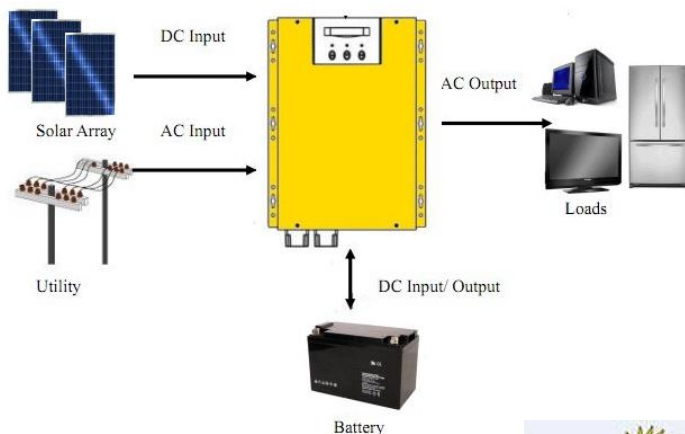 DC Input
AC Output
Solar Array
AC Input
Loads
Utility
DC Input/ Output
Battery